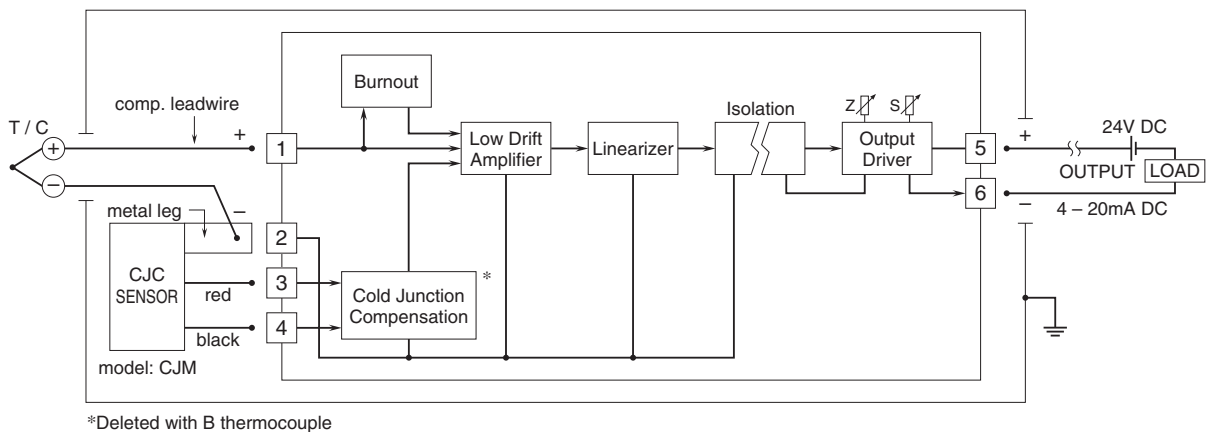 T / C
+
−
comp. leadwire
+
−
metal leg
CJC
SENSOR
red
black
model: CJM
1
2
3
4
Burnout
Low Drift
Amplifier
Cold Junction
Compensation
*
Linearizer
Isolation
Z
S
Output
Driver
5
6
+
−
24V DC
OUTPUT
LOAD
4 – 20mA DC
*Deleted with B thermocouple